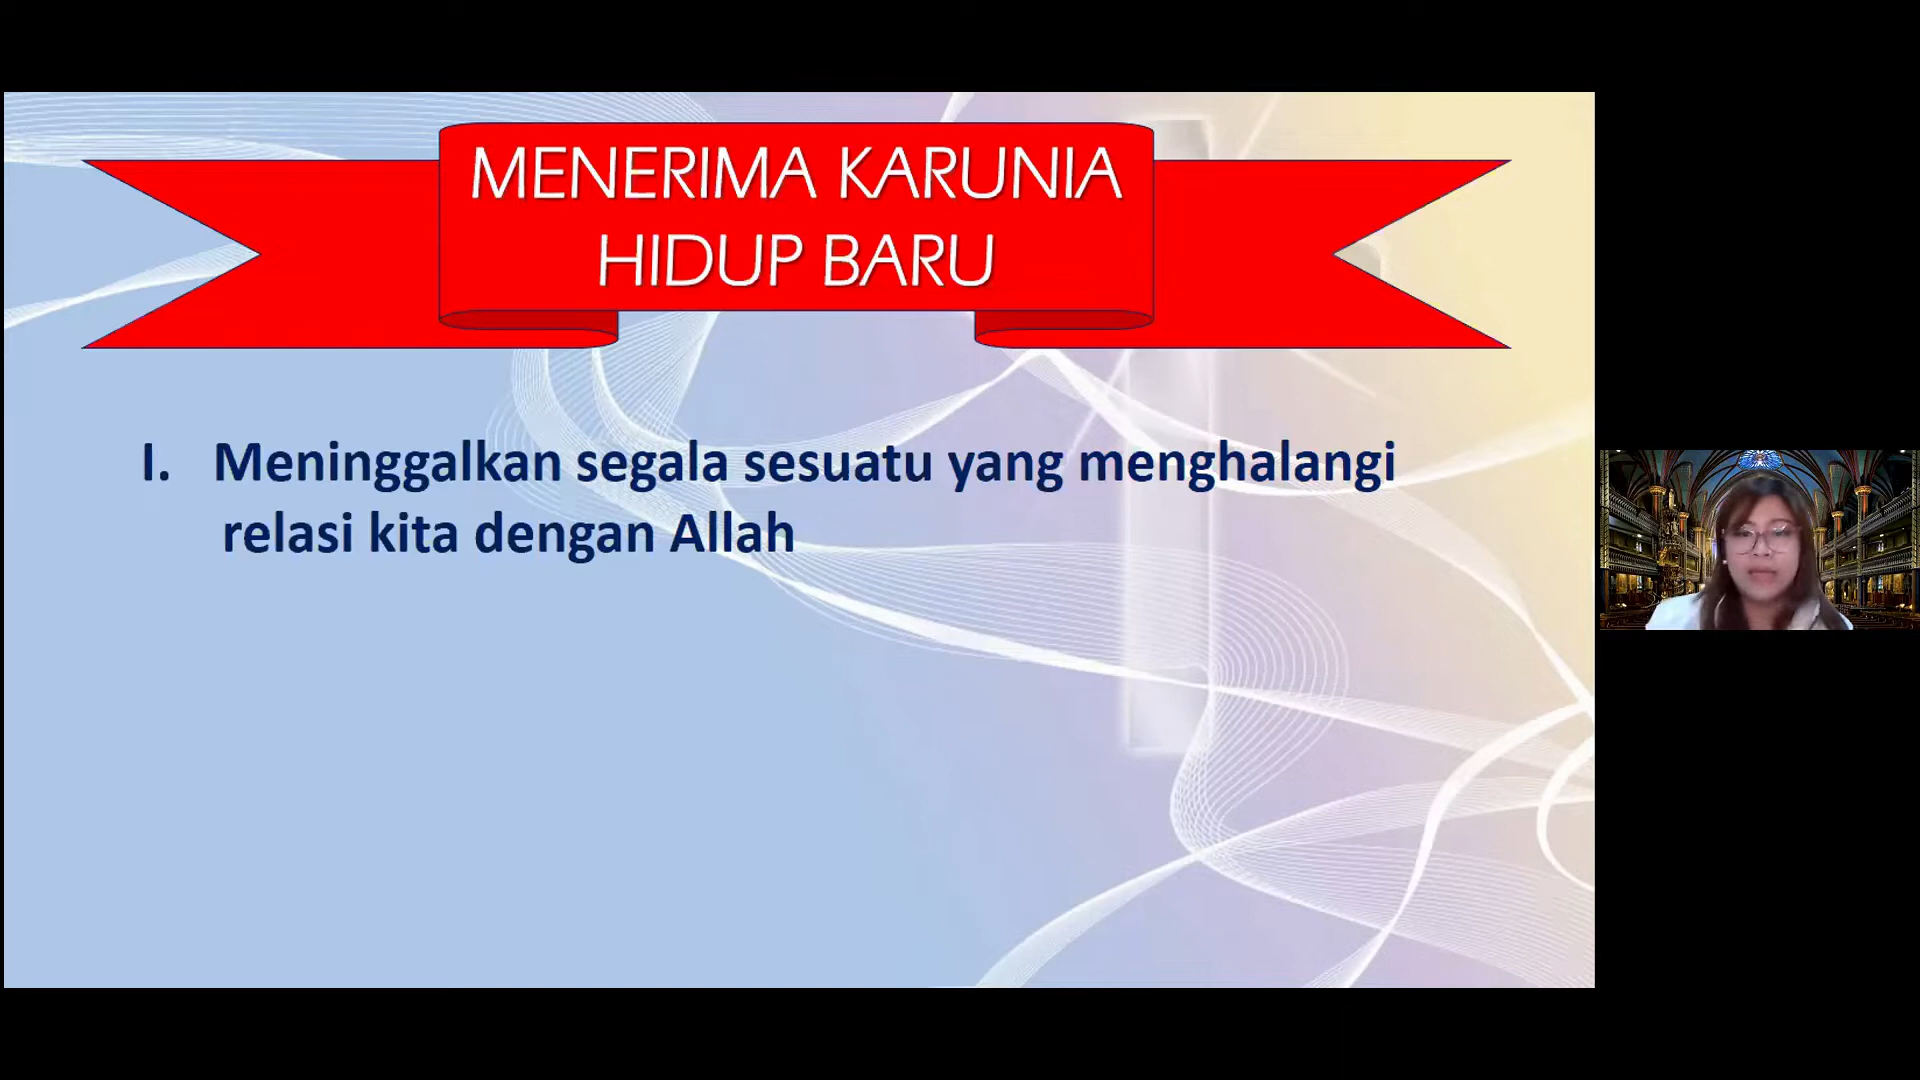 MENERIMA KARUNIA
HIDUP BARU
I. Meninggalkan segala sesuatu yang menghalangi
relasi kita dengan Allah